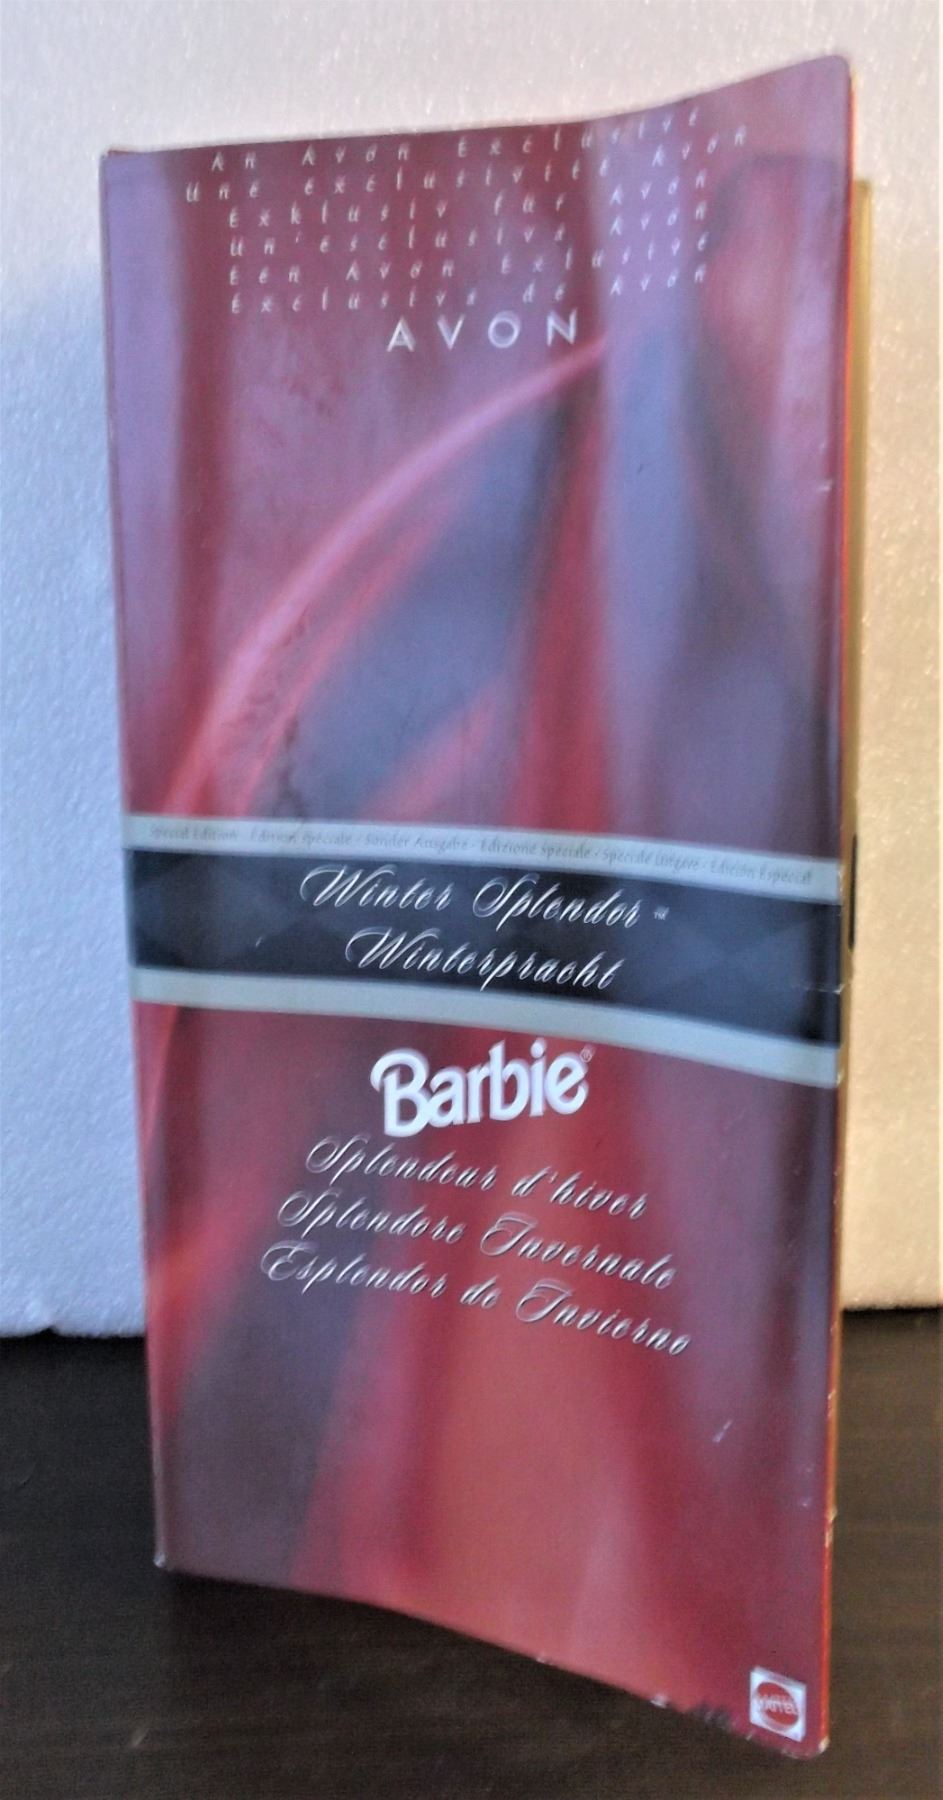 An Avon Exclusive
Une exclusivité Avon
Exklusiv für Avon
Un'esclusiva Avon
Een Avon Exlusive
Exclusiva de Avon
AVON
Special Edition · Édition spéciale · Sonder Ausgabe · Edizione speciale · Speciale Uitgave · Edición Especial
Winter Splendor™
Winterpracht
Barbie®
Splendeur d'hiver
Splendore Invernale
Esplendor de Invierno
MATTEL